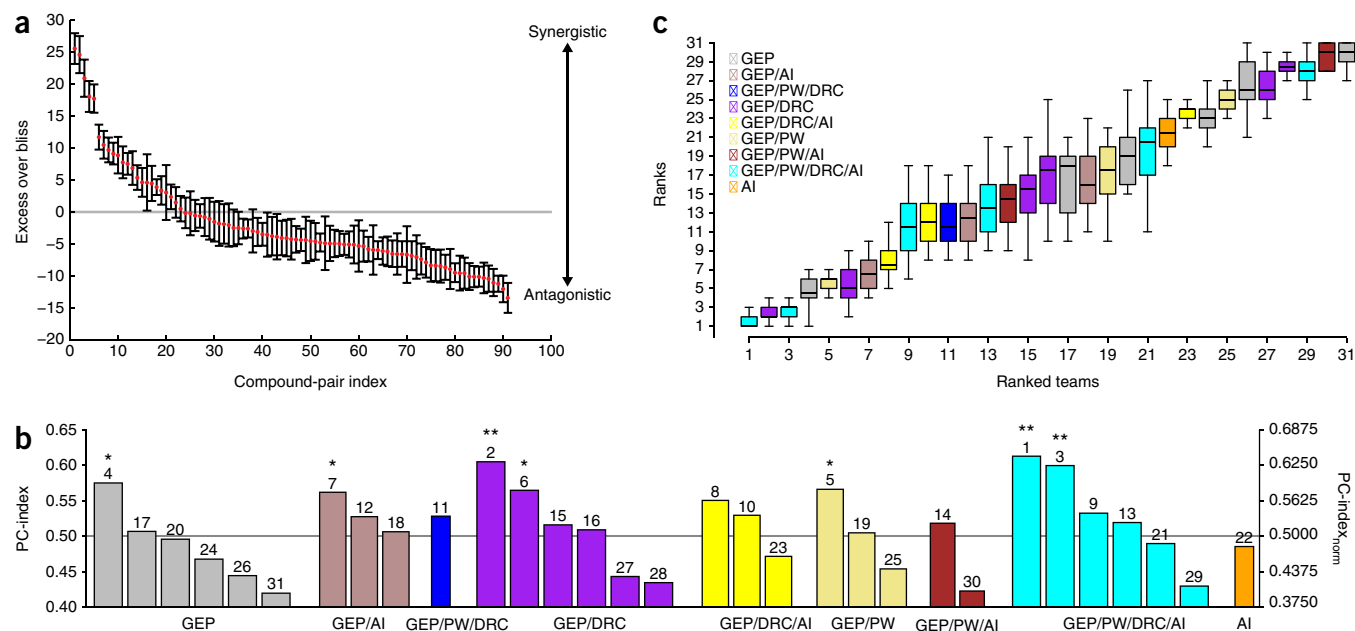 a
Excess over bliss
30
25
20
15
10
5
0
−5
−10
−15
−20
0 10 20 30 40 50 60 70 80 90 100
Compound-pair index
Synergistic
Antagonistic
c
Ranks
31
29
27
25
23
21
19
17
15
13
11
9
7
5
3
1
GEP
GEP/AI
GEP/PW/DRC
GEP/DRC
GEP/DRC/AI
GEP/PW
GEP/PW/AI
GEP/PW/DRC/AI
AI
1 3 5 7 9 11 13 15 17 19 21 23 25 27 29 31
Ranked teams
b
PC-index
0.65
0.60
0.55
0.50
0.45
0.40
* * ** * * ** **
4 17 20 24 26 31 7 12 18 11 2 6 15 16 27 28 8 10 23 5 19 25 14 30 1 3 9 13 21 29 22
GEP GEP/AI GEP/PW/DRC GEP/DRC GEP/DRC/AI GEP/PW GEP/PW/AI GEP/PW/DRC/AI AI
0.6875
0.6250
0.5625
0.5000
0.4375
0.3750
PC-indexnorm